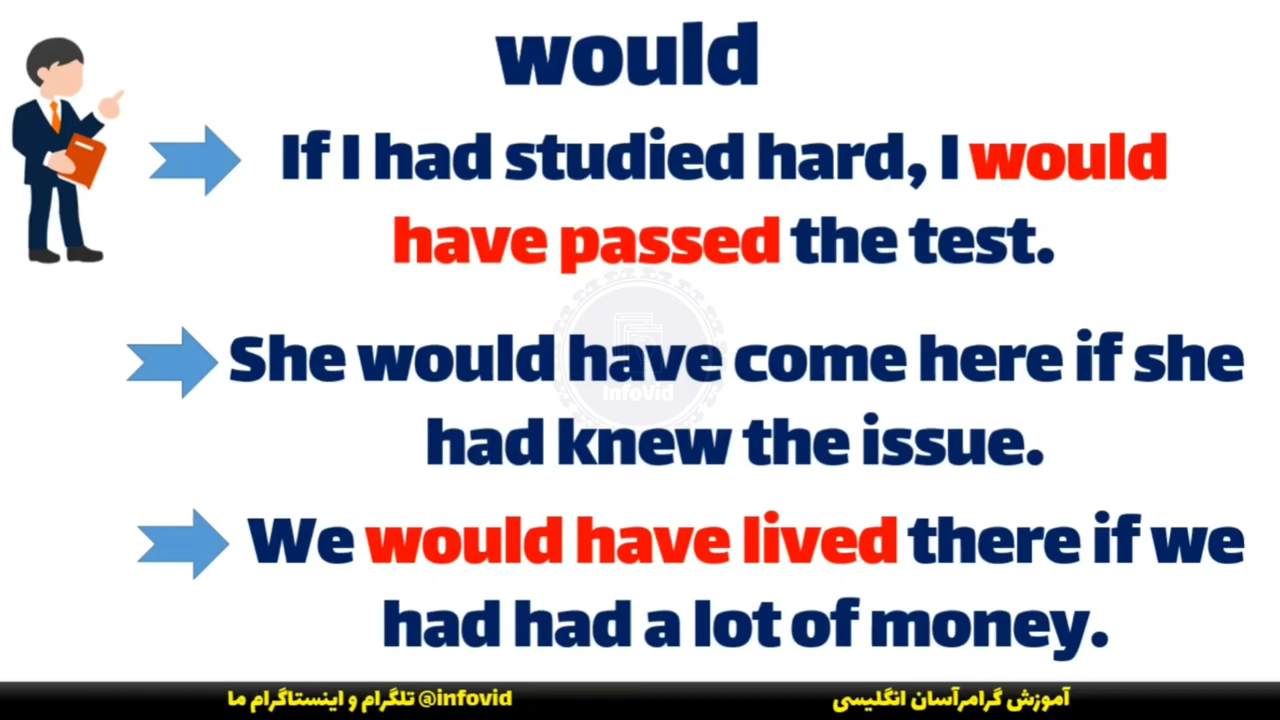 would
If I had studied hard, I would
have passed the test.
InfoVid
She would have come here if she
had knew the issue.
We would have lived there if we
had had a lot of money.
آموزش گرامرآسان انگلیسی
تلگرام و اینستاگرام ما @infovid